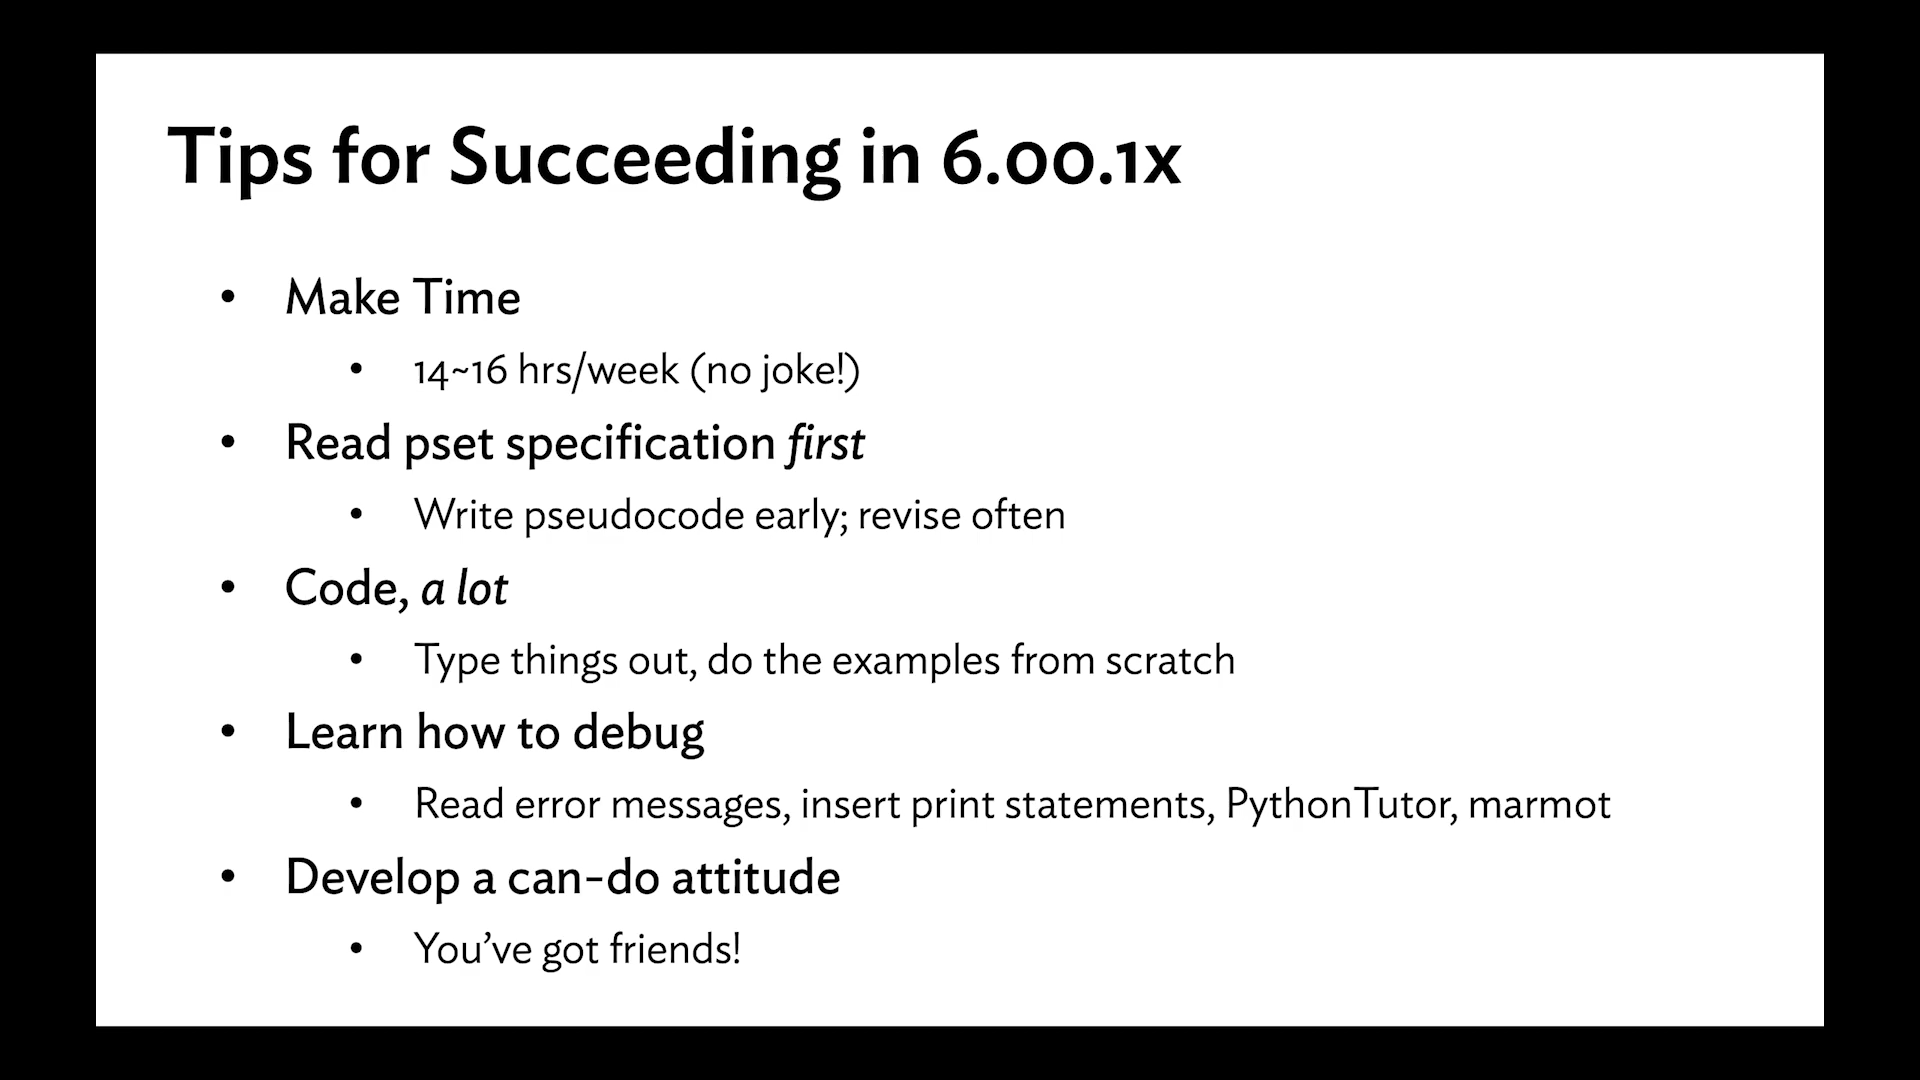 Tips for Succeeding in 6.00.1x
• Make Time
• 14~16 hrs/week (no joke!)
• Read pset specification first
• Write pseudocode early; revise often
• Code, a lot
• Type things out, do the examples from scratch
• Learn how to debug
• Read error messages, insert print statements, PythonTutor, marmot
• Develop a can-do attitude
• You’ve got friends!